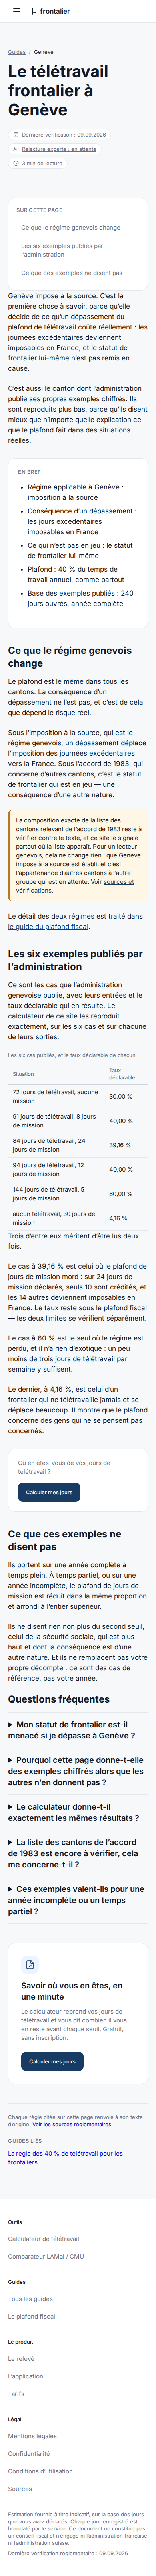 frontalier
Guides / Genève
Le télétravail
frontalier à
Genève
Dernière vérification : 09.09.2026
Relecture experte : en attente
3 min de lecture
SUR CETTE PAGE
Ce que le régime genevois change
Les six exemples publiés par
l’administration
Ce que ces exemples ne disent pas
Genève impose à la source. C’est la
première chose à savoir, parce qu’elle
décide de ce qu’un dépassement du
plafond de télétravail coûte réellement : les
journées excédentaires deviennent
imposables en France, et le statut de
frontalier lui-même n’est pas remis en
cause.
C’est aussi le canton dont l’administration
publie ses propres exemples chiffrés. Ils
sont reproduits plus bas, parce qu’ils disent
mieux que n’importe quelle explication ce
que le plafond fait dans des situations
réelles.
EN BREF
• Régime applicable à Genève :
imposition à la source
• Conséquence d’un dépassement :
les jours excédentaires
imposables en France
• Ce qui n’est pas en jeu : le statut
de frontalier lui-même
• Plafond : 40 % du temps de
travail annuel, comme partout
• Base des exemples publiés : 240
jours ouvrés, année complète
Ce que le régime genevois
change
Le plafond est le même dans tous les
cantons. La conséquence d’un
dépassement ne l’est pas, et c’est de cela
que dépend le risque réel.
Sous l’imposition à la source, qui est le
régime genevois, un dépassement déplace
l’imposition des journées excédentaires
vers la France. Sous l’accord de 1983, qui
concerne d’autres cantons, c’est le statut
de frontalier qui est en jeu — une
conséquence d’une autre nature.
La composition exacte de la liste des
cantons relevant de l’accord de 1983 reste à
vérifier contre le texte, et ce site le signale
partout où la liste apparaît. Pour un lecteur
genevois, cela ne change rien : que Genève
impose à la source est établi, et c’est
l’appartenance d’autres cantons à l’autre
groupe qui est en attente. Voir sources et
vérifications.
Le détail des deux régimes est traité dans
le guide du plafond fiscal.
Les six exemples publiés par
l’administration
Ce sont les cas que l’administration
genevoise publie, avec leurs entrées et le
taux déclarable qui en résulte. Le
calculateur de ce site les reproduit
exactement, sur les six cas et sur chacune
de leurs sorties.
Les six cas publiés, et le taux déclarable de chacun
Situation
Taux
déclarable
72 jours de télétravail, aucune
mission
30,00 %
91 jours de télétravail, 8 jours
de mission
40,00 %
84 jours de télétravail, 24
jours de mission
39,16 %
94 jours de télétravail, 12
jours de mission
40,00 %
144 jours de télétravail, 5
jours de mission
60,00 %
aucun télétravail, 30 jours de
mission
4,16 %
Trois d’entre eux méritent d’être lus deux
fois.
Le cas à 39,16 % est celui où le plafond de
jours de mission mord : sur 24 jours de
mission déclarés, seuls 10 sont crédités, et
les 14 autres deviennent imposables en
France. Le taux reste sous le plafond fiscal
— et les deux limites se vérifient séparément.
Le cas à 60 % est le seul où le régime est
perdu, et il n’a rien d’exotique : un peu
moins de trois jours de télétravail par
semaine y suffisent.
Le dernier, à 4,16 %, est celui d’un
frontalier qui ne télétravaille jamais et se
déplace beaucoup. Il montre que le plafond
concerne des gens qui ne se pensent pas
concernés.
Où en êtes-vous de vos jours de
télétravail ?
Calculer mes jours
Ce que ces exemples ne
disent pas
Ils portent sur une année complète à
temps plein. À temps partiel, ou sur une
année incomplète, le plafond de jours de
mission est réduit dans la même proportion
et arrondi à l’entier supérieur.
Ils ne disent rien non plus du second seuil,
celui de la sécurité sociale, qui est plus
haut et dont la conséquence est d’une
autre nature. Et ils ne remplacent pas votre
propre décompte : ce sont des cas de
référence, pas votre année.
Questions fréquentes
Mon statut de frontalier est-il
menacé si je dépasse à Genève ?
Pourquoi cette page donne-t-elle
des exemples chiffrés alors que les
autres n’en donnent pas ?
Le calculateur donne-t-il
exactement les mêmes résultats ?
La liste des cantons de l’accord
de 1983 est encore à vérifier, cela
me concerne-t-il ?
Ces exemples valent-ils pour une
année incomplète ou un temps
partiel ?
Savoir où vous en êtes, en
une minute
Le calculateur reprend vos jours de
télétravail et vous dit combien il vous
en reste avant chaque seuil. Gratuit,
sans inscription.
Calculer mes jours
Chaque règle citée sur cette page renvoie à son texte
d’origine. Voir les sources réglementaires
GUIDES LIÉS
La règle des 40 % de télétravail pour les
frontaliers
Outils
Calculateur de télétravail
Comparateur LAMal / CMU
Guides
Tous les guides
Le plafond fiscal
Le produit
Le relevé
L’application
Tarifs
Légal
Mentions légales
Confidentialité
Conditions d’utilisation
Sources
Estimation fournie à titre indicatif, sur la base des jours
que vous avez déclarés. Chaque jour enregistré est
horodaté par le service. Ce document ne constitue pas
un conseil fiscal et n’engage ni l’administration française
ni l’administration suisse.
Dernière vérification réglementaire : 09.09.2026